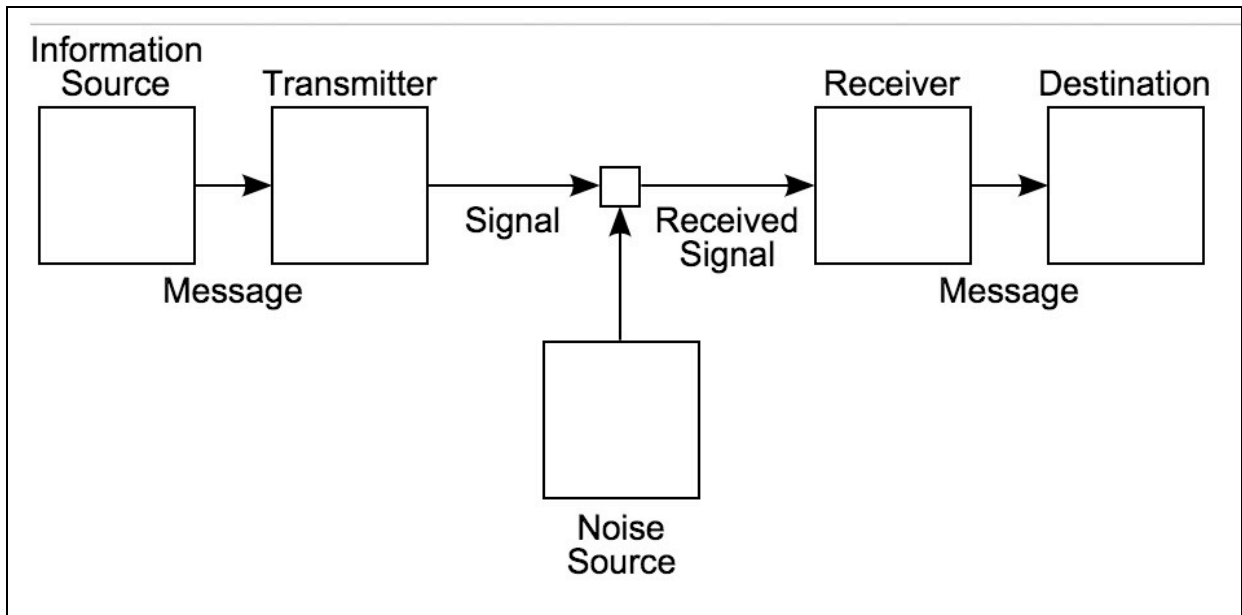 Information
Source
Transmitter
Receiver
Destination
Signal
Received
Signal
Message
Message
Noise
Source